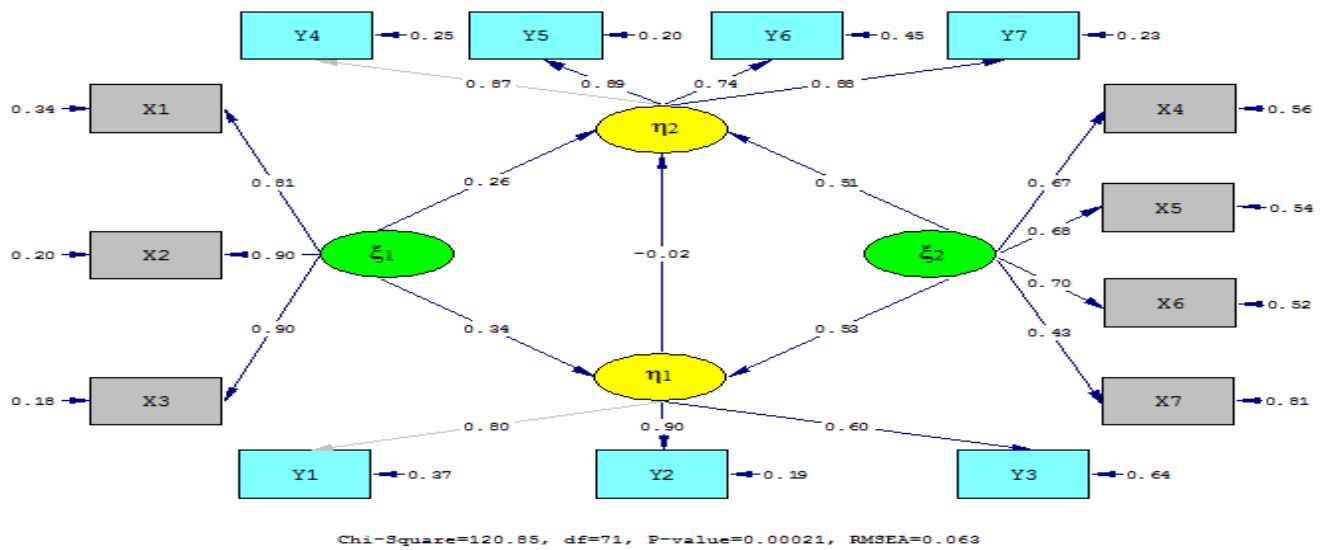 Y4 0.25 Y5 0.20 Y6 0.45 Y7 0.23
0.87 0.89 0.74 0.88
0.34 X1 η2 X4 0.56
0.81 0.26 0.51 0.67
X5 0.54
0.68
0.20 X2 0.90 ξ1 -0.02 ξ2
0.70
X6 0.52
0.90 0.34 0.53 0.43
η1
0.18 X3 X7 0.81
0.80 0.90 0.60
Y1 0.37 Y2 0.19 Y3 0.64
Chi-Square=120.85, df=71, P-value=0.00021, RMSEA=0.063